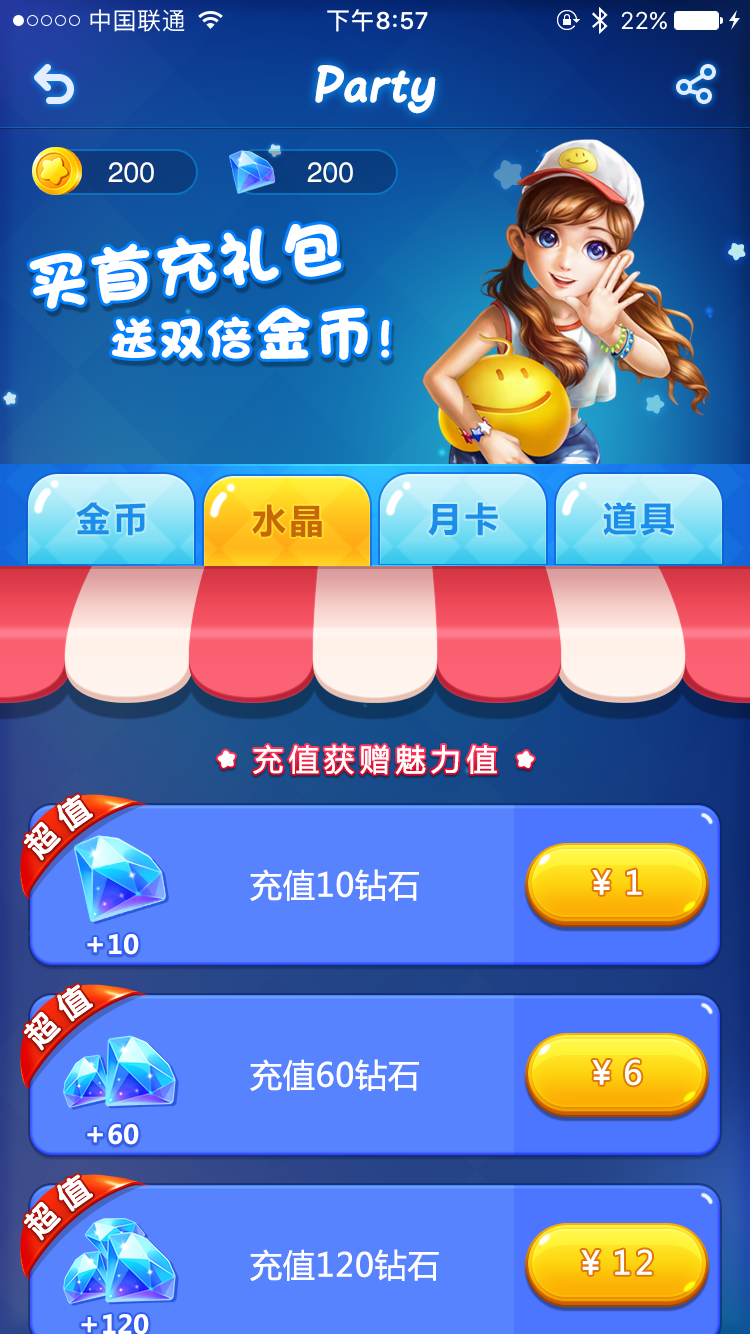 中国联通 下午8:57 22%
Party
200 200
买首充礼包
送双倍金币!
金币 水晶 月卡 道具
充值获赠魅力值
超值
充值10钻石 ¥ 1
+10
超值
充值60钻石 ¥ 6
+60
超值
充值120钻石 ¥ 12
+120